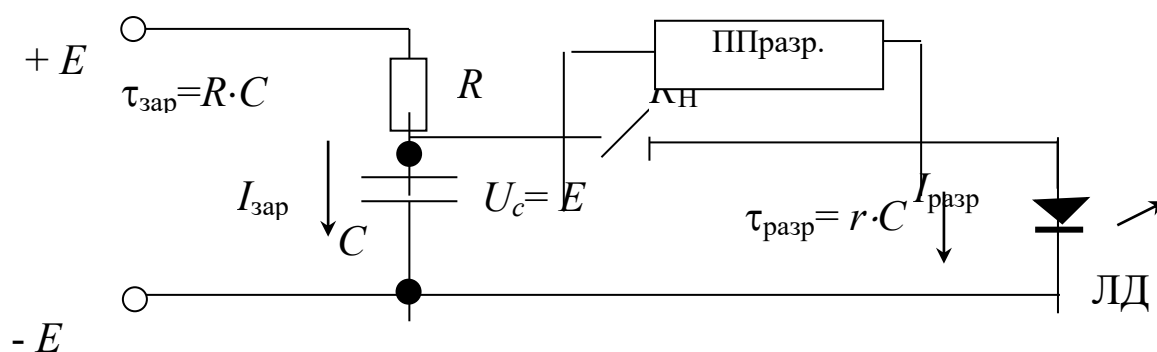 ППразр.
+ E
τзар=R·C
R
Kн
Iзар
Uc= E
C
Iразр
τразр= r·C
ЛД
- E